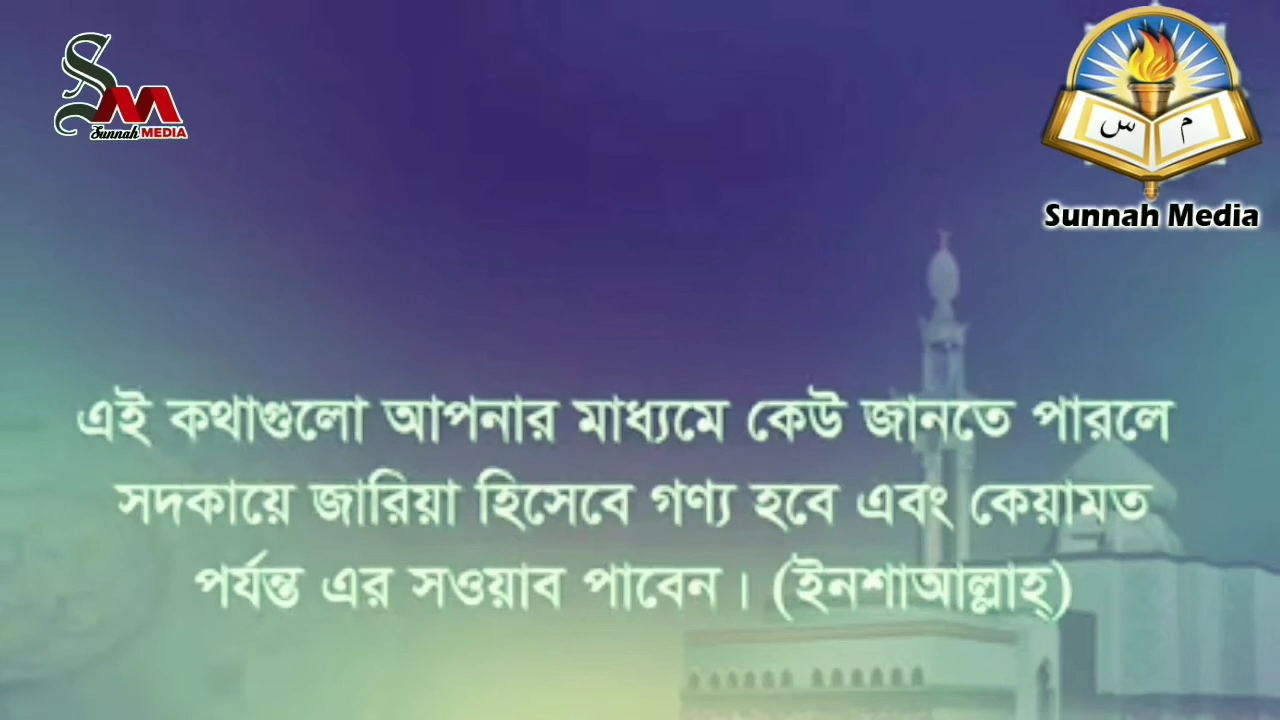 SM
Sunnah MEDIA
س م
Sunnah Media
এই কথাগুলো আপনার মাধ্যমে কেউ জানতে পারলে
সদকায়ে জারিয়া হিসেবে গণ্য হবে এবং কেয়ামত
পর্যন্ত এর সওয়াব পাবেন। (ইনশাআল্লাহ্)